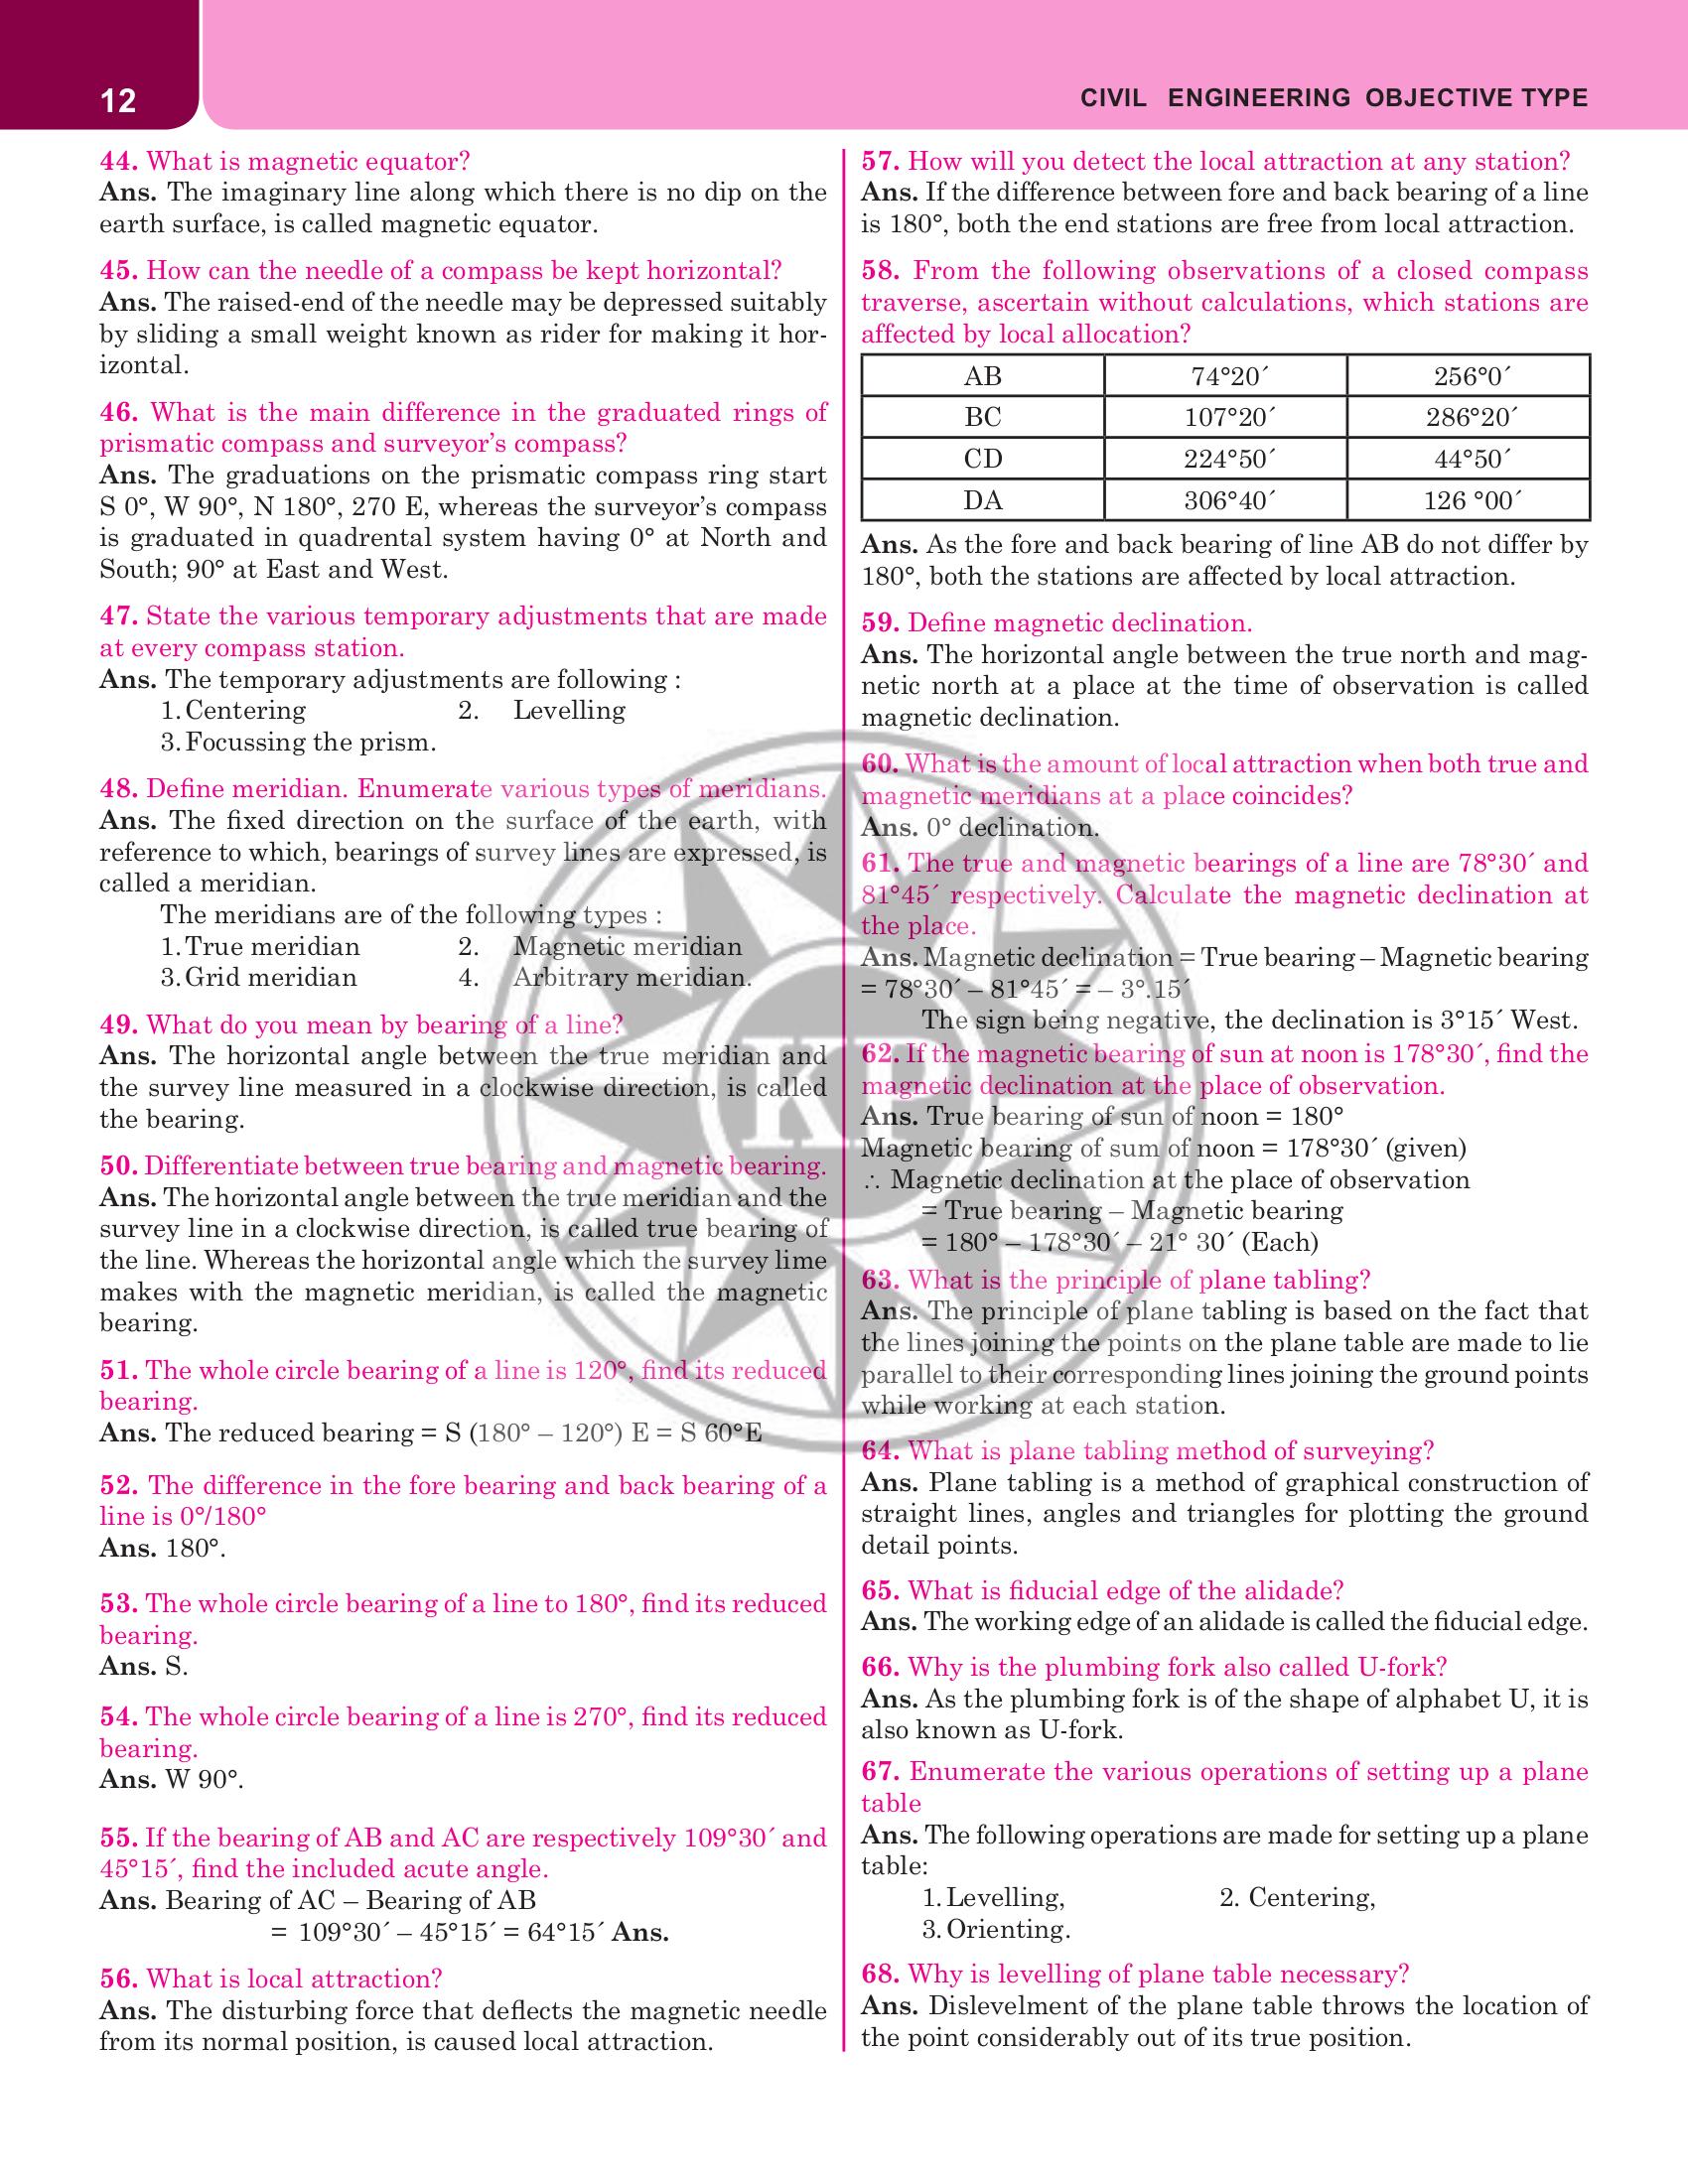 12
CIVIL ENGINEERING OBJECTIVE TYPE
44. What is magnetic equator?
Ans. The imaginary line along which there is no dip on the
earth surface, is called magnetic equator.
45. How can the needle of a compass be kept horizontal?
Ans. The raised-end of the needle may be depressed suitably
by sliding a small weight known as rider for making it hor-
izontal.
46. What is the main difference in the graduated rings of
prismatic compass and surveyor’s compass?
Ans. The graduations on the prismatic compass ring start
S 0°, W 90°, N 180°, 270 E, whereas the surveyor’s compass
is graduated in quadrental system having 0° at North and
South; 90° at East and West.
47. State the various temporary adjustments that are made
at every compass station.
Ans. The temporary adjustments are following :
1. Centering 2. Levelling
3. Focussing the prism.
48. Define meridian. Enumerate various types of meridians.
Ans. The fixed direction on the surface of the earth, with
reference to which, bearings of survey lines are expressed, is
called a meridian.
The meridians are of the following types :
1. True meridian 2. Magnetic meridian
3. Grid meridian 4. Arbitrary meridian.
49. What do you mean by bearing of a line?
Ans. The horizontal angle between the true meridian and
the survey line measured in a clockwise direction, is called
the bearing.
50. Differentiate between true bearing and magnetic bearing.
Ans. The horizontal angle between the true meridian and the
survey line in a clockwise direction, is called true bearing of
the line. Whereas the horizontal angle which the survey lime
makes with the magnetic meridian, is called the magnetic
bearing.
51. The whole circle bearing of a line is 120°, find its reduced
bearing.
Ans. The reduced bearing = S (180° – 120°) E = S 60°E
52. The difference in the fore bearing and back bearing of a
line is 0°/180°
Ans. 180°.
53. The whole circle bearing of a line to 180°, find its reduced
bearing.
Ans. S.
54. The whole circle bearing of a line is 270°, find its reduced
bearing.
Ans. W 90°.
55. If the bearing of AB and AC are respectively 109°30´ and
45°15´, find the included acute angle.
Ans. Bearing of AC – Bearing of AB
= 109°30´ – 45°15´ = 64°15´ Ans.
56. What is local attraction?
Ans. The disturbing force that deflects the magnetic needle
from its normal position, is caused local attraction.
57. How will you detect the local attraction at any station?
Ans. If the difference between fore and back bearing of a line
is 180°, both the end stations are free from local attraction.
58. From the following observations of a closed compass
traverse, ascertain without calculations, which stations are
affected by local allocation?
AB 74°20´ 256°0´
BC 107°20´ 286°20´
CD 224°50´ 44°50´
DA 306°40´ 126 °00´
Ans. As the fore and back bearing of line AB do not differ by
180°, both the stations are affected by local attraction.
59. Define magnetic declination.
Ans. The horizontal angle between the true north and mag-
netic north at a place at the time of observation is called
magnetic declination.
60. What is the amount of local attraction when both true and
magnetic meridians at a place coincides?
Ans. 0° declination.
61. The true and magnetic bearings of a line are 78°30´ and
81°45´ respectively. Calculate the magnetic declination at
the place.
Ans. Magnetic declination = True bearing – Magnetic bearing
= 78°30´ – 81°45´ = – 3°.15´
The sign being negative, the declination is 3°15´ West.
62. If the magnetic bearing of sun at noon is 178°30´, find the
magnetic declination at the place of observation.
Ans. True bearing of sun of noon = 180°
Magnetic bearing of sum of noon = 178°30´ (given)
∴ Magnetic declination at the place of observation
= True bearing – Magnetic bearing
= 180° – 178°30´ – 21° 30´ (Each)
63. What is the principle of plane tabling?
Ans. The principle of plane tabling is based on the fact that
the lines joining the points on the plane table are made to lie
parallel to their corresponding lines joining the ground points
while working at each station.
64. What is plane tabling method of surveying?
Ans. Plane tabling is a method of graphical construction of
straight lines, angles and triangles for plotting the ground
detail points.
65. What is fiducial edge of the alidade?
Ans. The working edge of an alidade is called the fiducial edge.
66. Why is the plumbing fork also called U-fork?
Ans. As the plumbing fork is of the shape of alphabet U, it is
also known as U-fork.
67. Enumerate the various operations of setting up a plane
table
Ans. The following operations are made for setting up a plane
table:
1. Levelling, 2. Centering,
3. Orienting.
68. Why is levelling of plane table necessary?
Ans. Dislevelment of the plane table throws the location of
the point considerably out of its true position.
KP